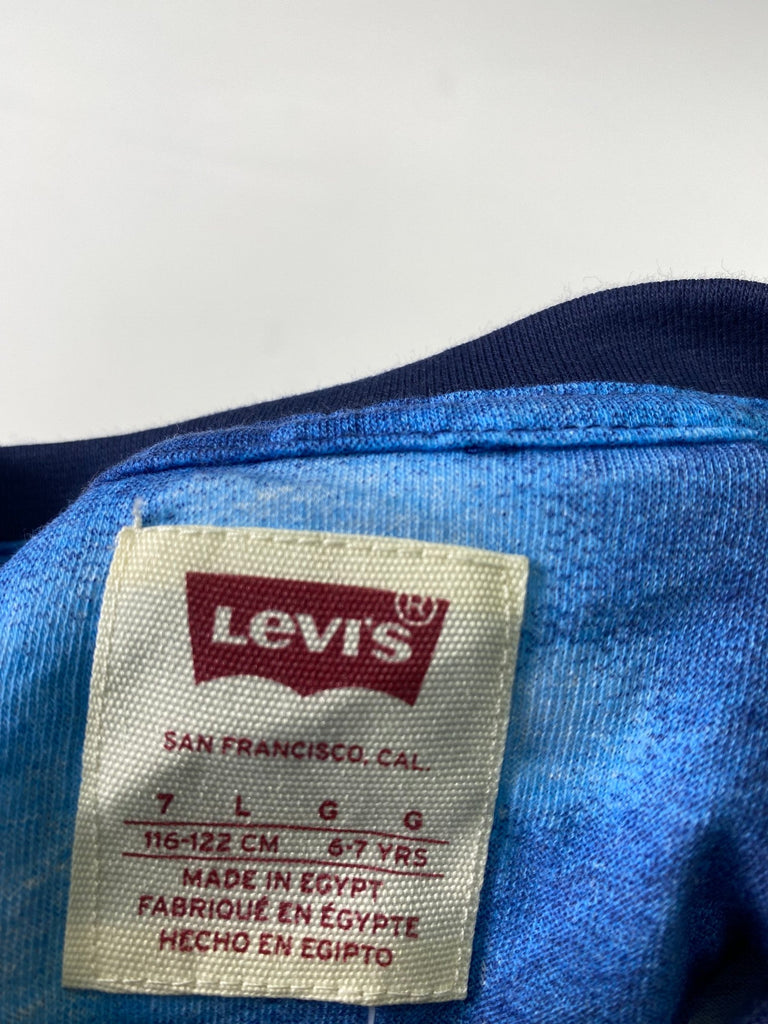 LEVI'S®
SAN FRANCISCO, CAL.
7 L G G
116-122 CM 6-7 YRS
MADE IN EGYPT
FABRIQUÉ EN ÉGYPTE
HECHO EN EGIPTO